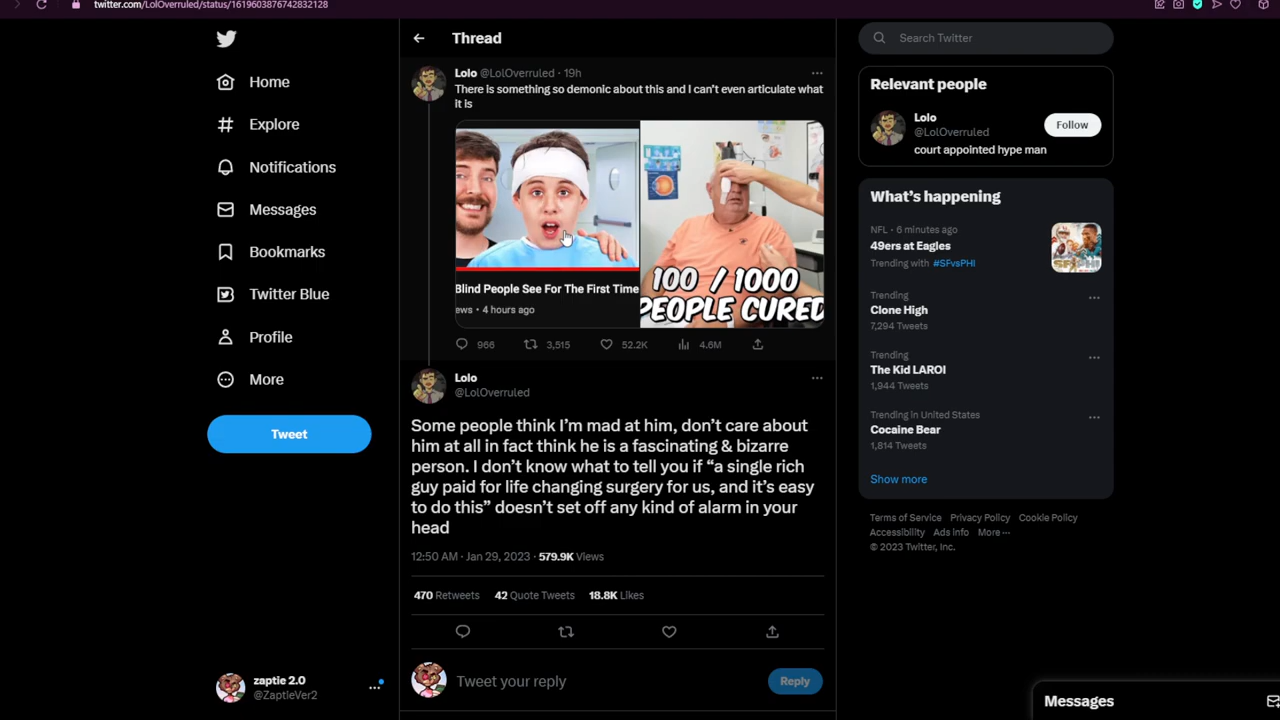 twitter.com/LolOverruled/status/1619603876742832128
Home
Explore
Notifications
Messages
Bookmarks
Twitter Blue
Profile
More
Tweet
zaptie 2.0
@ZaptieVer2
Thread
Lolo @LolOverruled · 19h
There is something so demonic about this and I can't even articulate what
it is
Blind People See For The First Time
ews • 4 hours ago
100 / 1000
PEOPLE CURED
966 3,515 52.2K 4.6M
Lolo
@LolOverruled
Some people think I'm mad at him, don't care about
him at all in fact think he is a fascinating & bizarre
person. I don't know what to tell you if “a single rich
guy paid for life changing surgery for us, and it's easy
to do this” doesn't set off any kind of alarm in your
head
12:50 AM · Jan 29, 2023 · 579.9K Views
470 Retweets 42 Quote Tweets 18.8K Likes
Tweet your reply
Reply
Search Twitter
Relevant people
Lolo
@LolOverruled
Follow
court appointed hype man
What's happening
NFL · 6 minutes ago
49ers at Eagles
Trending with #SFvsPHI
Trending
Clone High
7,294 Tweets
Trending
The Kid LAROI
1,944 Tweets
Trending in United States
Cocaine Bear
1,814 Tweets
Show more
Terms of Service Privacy Policy Cookie Policy
Accessibility Ads info More ···
© 2023 Twitter, Inc.
Messages